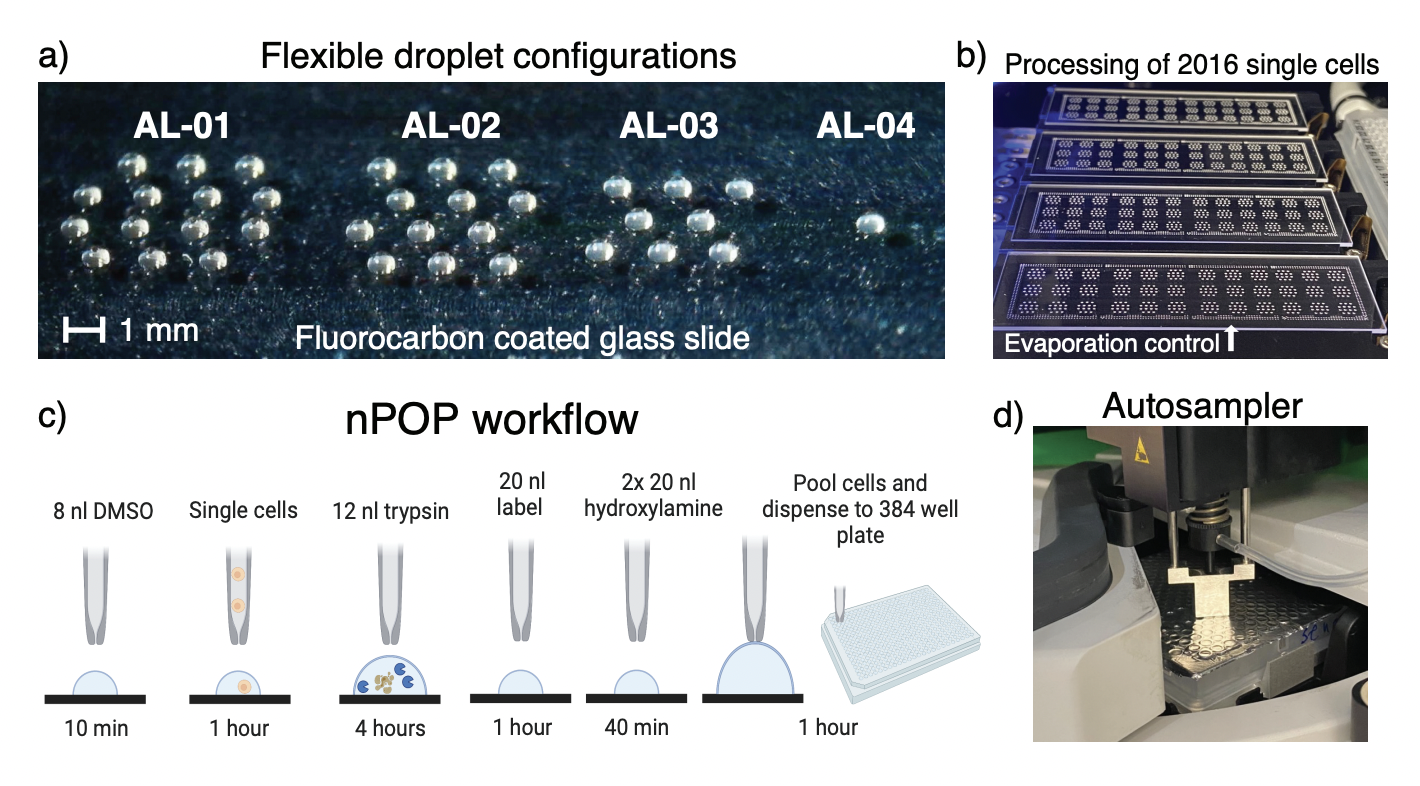 a)
Flexible droplet configurations
AL-01
AL-02
AL-03
AL-04
1 mm
Fluorocarbon coated glass slide
b)
Processing of 2016 single cells
Evaporation control
c)
nPOP workflow
8 nl DMSO
Single cells
12 nl trypsin
20 nl
label
2x 20 nl
hydroxylamine
Pool cells and
dispense to 384 well
plate
10 min
1 hour
4 hours
1 hour
40 min
1 hour
d)
Autosampler